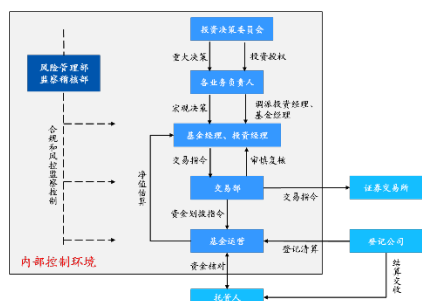 投资决策委员会
重大决策
投资授权
风险管理部
监察稽核部
各业务负责人
宏观决策
调派投资经理、
基金经理
基金经理、投资经理
交易指令
审慎复核
合规和风控监察控制
净值估算
交易部
交易指令
证券交易所
资金划拨指令
基金运营
登记清算
登记公司
内部控制环境
资金核对
结算交收
托管人